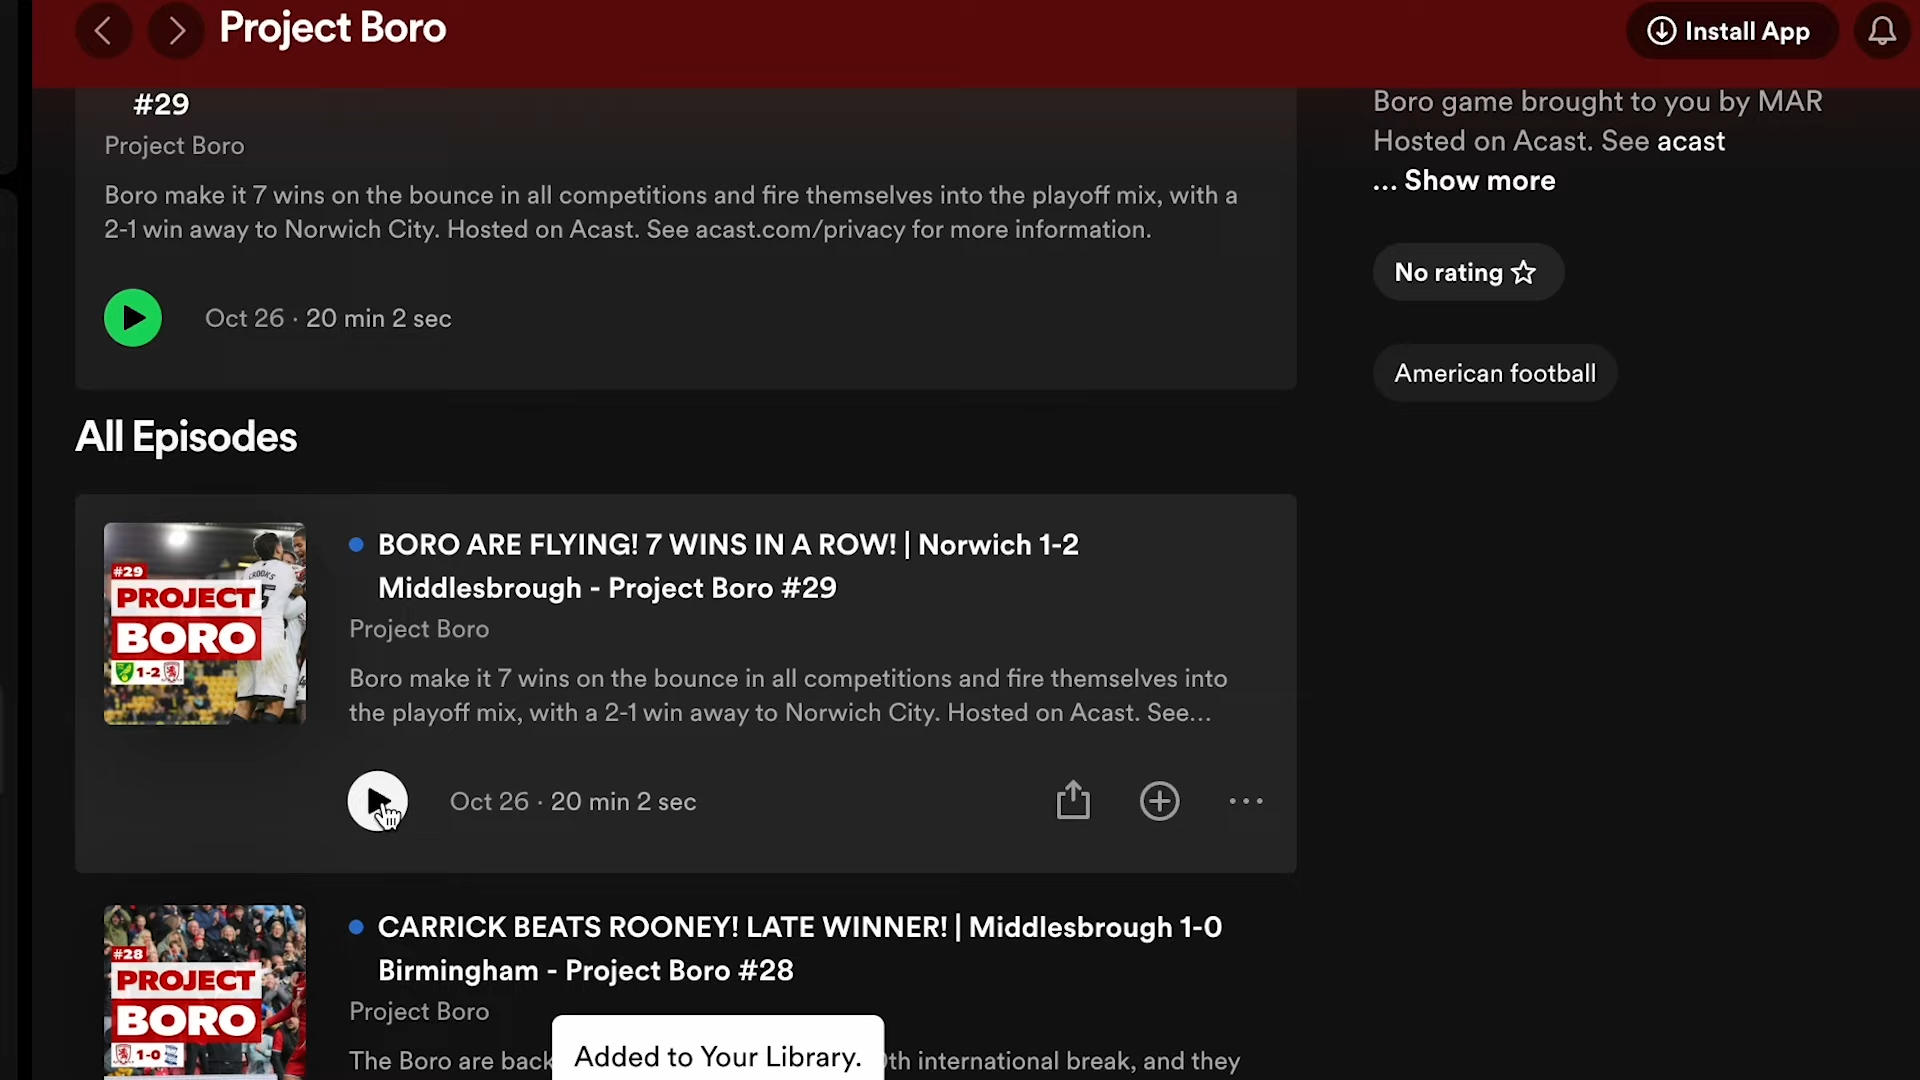 Project Boro
Install App
#29
Project Boro
Boro make it 7 wins on the bounce in all competitions and fire themselves into the playoff mix, with a
2-1 win away to Norwich City. Hosted on Acast. See acast.com/privacy for more information.
Oct 26 · 20 min 2 sec
Boro game brought to you by MAR
Hosted on Acast. See acast
... Show more
No rating
American football
All Episodes
#29
PROJECT
BORO
1-2
CROOKS
BORO ARE FLYING! 7 WINS IN A ROW! | Norwich 1-2
Middlesbrough - Project Boro #29
Project Boro
Boro make it 7 wins on the bounce in all competitions and fire themselves into
the playoff mix, with a 2-1 win away to Norwich City. Hosted on Acast. See...
Oct 26 · 20 min 2 sec
#28
PROJECT
BORO
1-0
CARRICK BEATS ROONEY! LATE WINNER! | Middlesbrough 1-0
Birmingham - Project Boro #28
Project Boro
The Boro are back international break, and they
Added to Your Library.